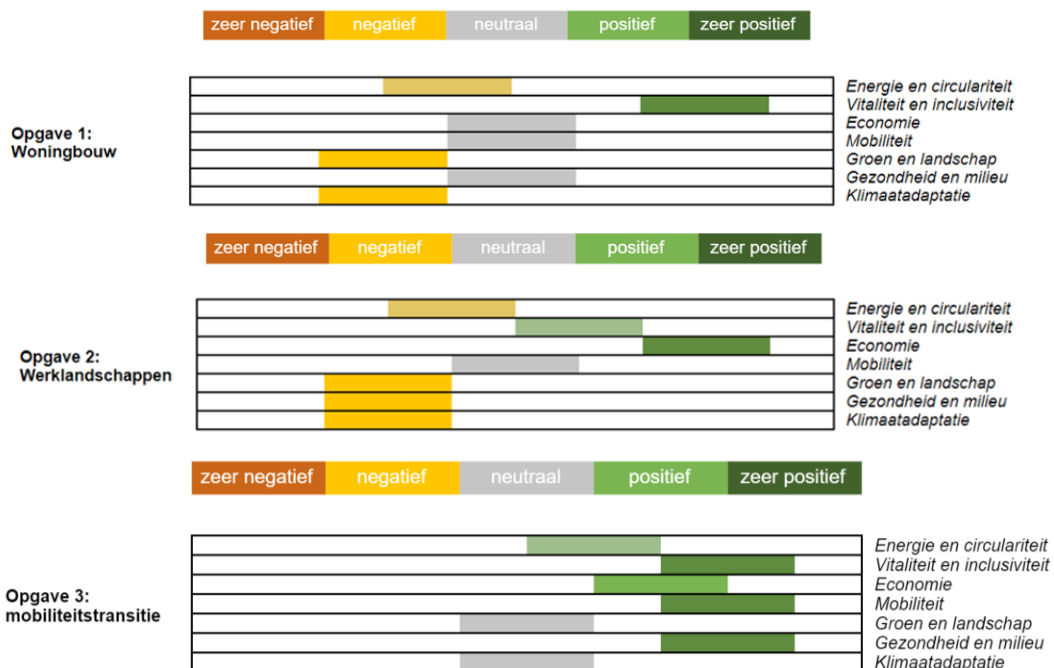 zeer negatief negatief neutraal positief zeer positief
Energie en circulariteit
Vitaliteit en inclusiviteit
Economie
Opgave 1:
Woningbouw
Mobiliteit
Groen en landschap
Gezondheid en milieu
Klimaatadaptatie
zeer negatief negatief neutraal positief zeer positief
Energie en circulariteit
Vitaliteit en inclusiviteit
Economie
Opgave 2:
Werklandschappen
Mobiliteit
Groen en landschap
Gezondheid en milieu
Klimaatadaptatie
zeer negatief negatief neutraal positief zeer positief
Energie en circulariteit
Vitaliteit en inclusiviteit
Economie
Opgave 3:
mobiliteitstransitie
Mobiliteit
Groen en landschap
Gezondheid en milieu
Klimaatadaptatie